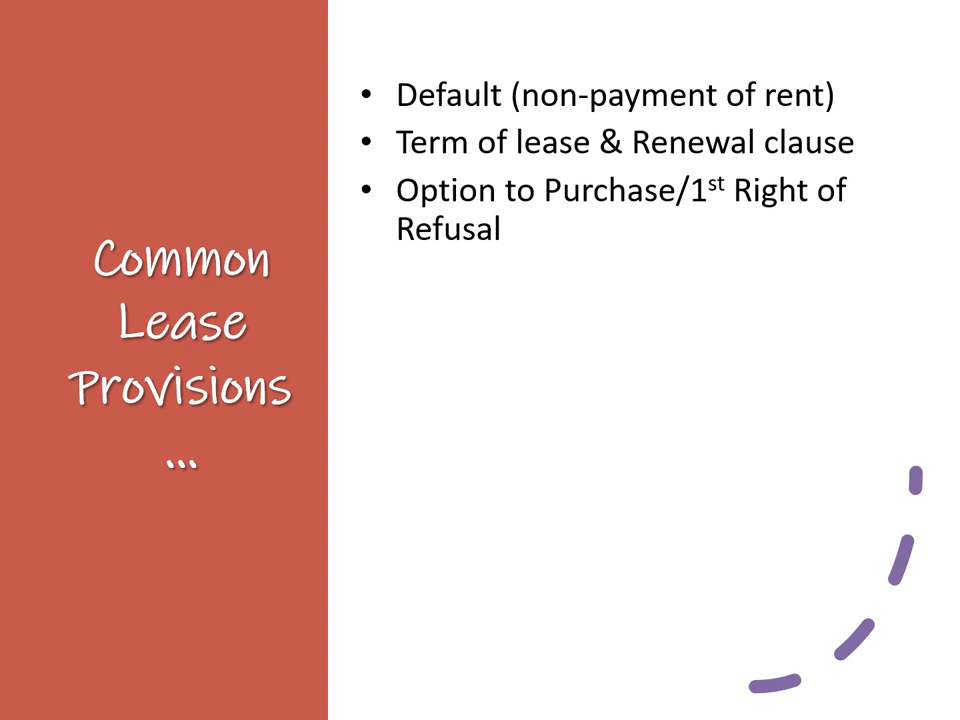 Common
Lease
Provisions
...
• Default (non-payment of rent)
• Term of lease & Renewal clause
• Option to Purchase/1st Right of
Refusal